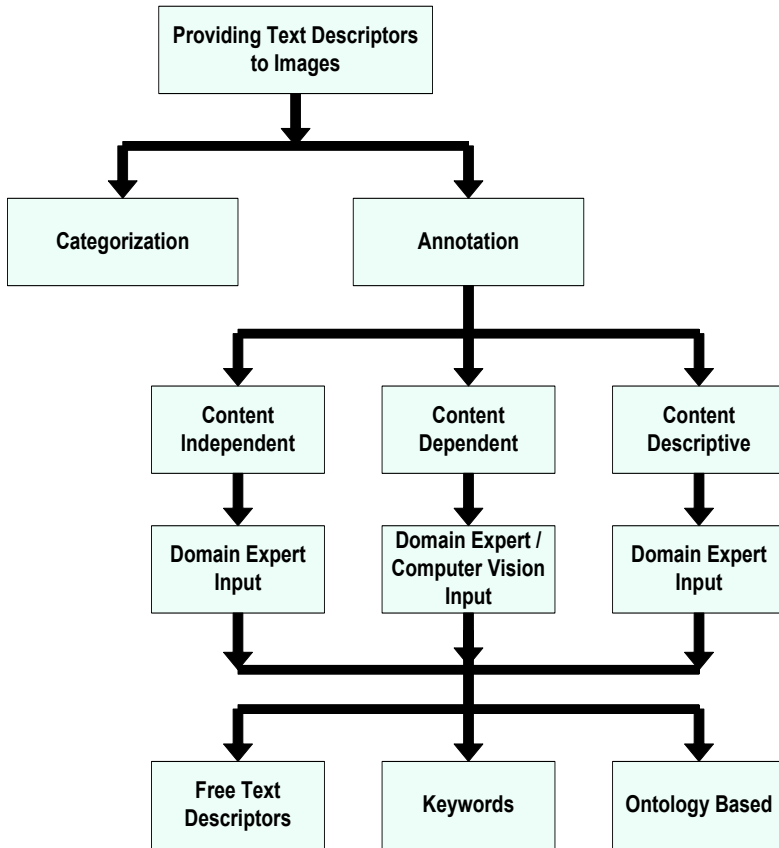 Providing Text Descriptors
to Images
Categorization
Annotation
Content
Independent
Content
Dependent
Content
Descriptive
Domain Expert
Input
Domain Expert /
Computer Vision
Input
Domain Expert
Input
Free Text
Descriptors
Keywords
Ontology Based